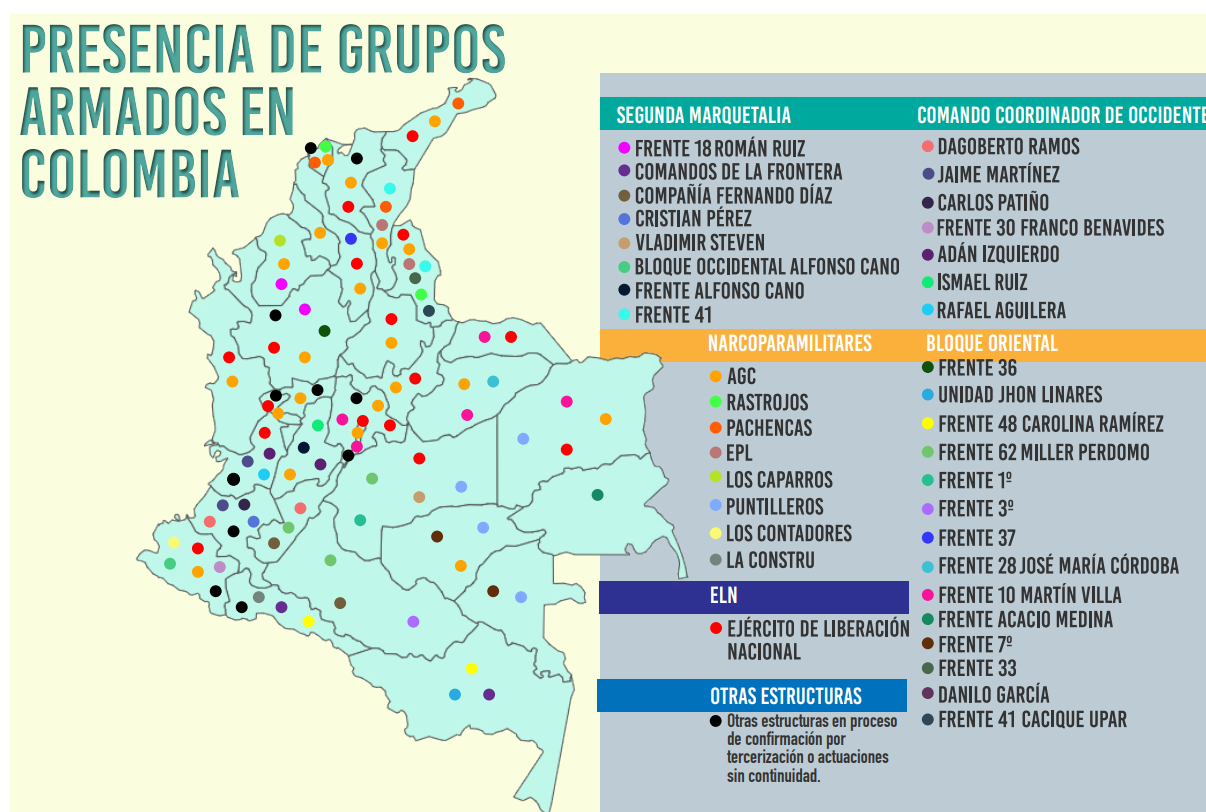 PRESENCIA DE GRUPOS
ARMADOS EN
COLOMBIA
SEGUNDA MARQUETALIA
FRENTE 18 ROMÁN RUIZ
COMANDOS DE LA FRONTERA
COMPAÑÍA FERNANDO DÍAZ
CRISTIAN PÉREZ
VLADIMIR STEVEN
BLOQUE OCCIDENTAL ALFONSO CANO
FRENTE ALFONSO CANO
FRENTE 41
COMANDO COORDINADOR DE OCCIDENTE
DAGOBERTO RAMOS
JAIME MARTÍNEZ
CARLOS PATIÑO
FRENTE 30 FRANCO BENAVIDES
ADÁN IZQUIERDO
ISMAEL RUIZ
RAFAEL AGUILERA
NARCOPARAMILITARES
AGC
RASTROJOS
PACHENCAS
EPL
LOS CAPARROS
PUNTILLEROS
LOS CONTADORES
LA CONSTRU
ELN
EJÉRCITO DE LIBERACIÓN
NACIONAL
OTRAS ESTRUCTURAS
Otras estructuras en proceso
de confirmación por
tercerización o actuaciones
sin continuidad.
BLOQUE ORIENTAL
FRENTE 36
UNIDAD JHON LINARES
FRENTE 48 CAROLINA RAMÍREZ
FRENTE 62 MILLER PERDOMO
FRENTE 1º
FRENTE 3º
FRENTE 37
FRENTE 28 JOSÉ MARÍA CÓRDOBA
FRENTE 10 MARTÍN VILLA
FRENTE ACACIO MEDINA
FRENTE 7º
FRENTE 33
DANILO GARCÍA
FRENTE 41 CACIQUE UPAR